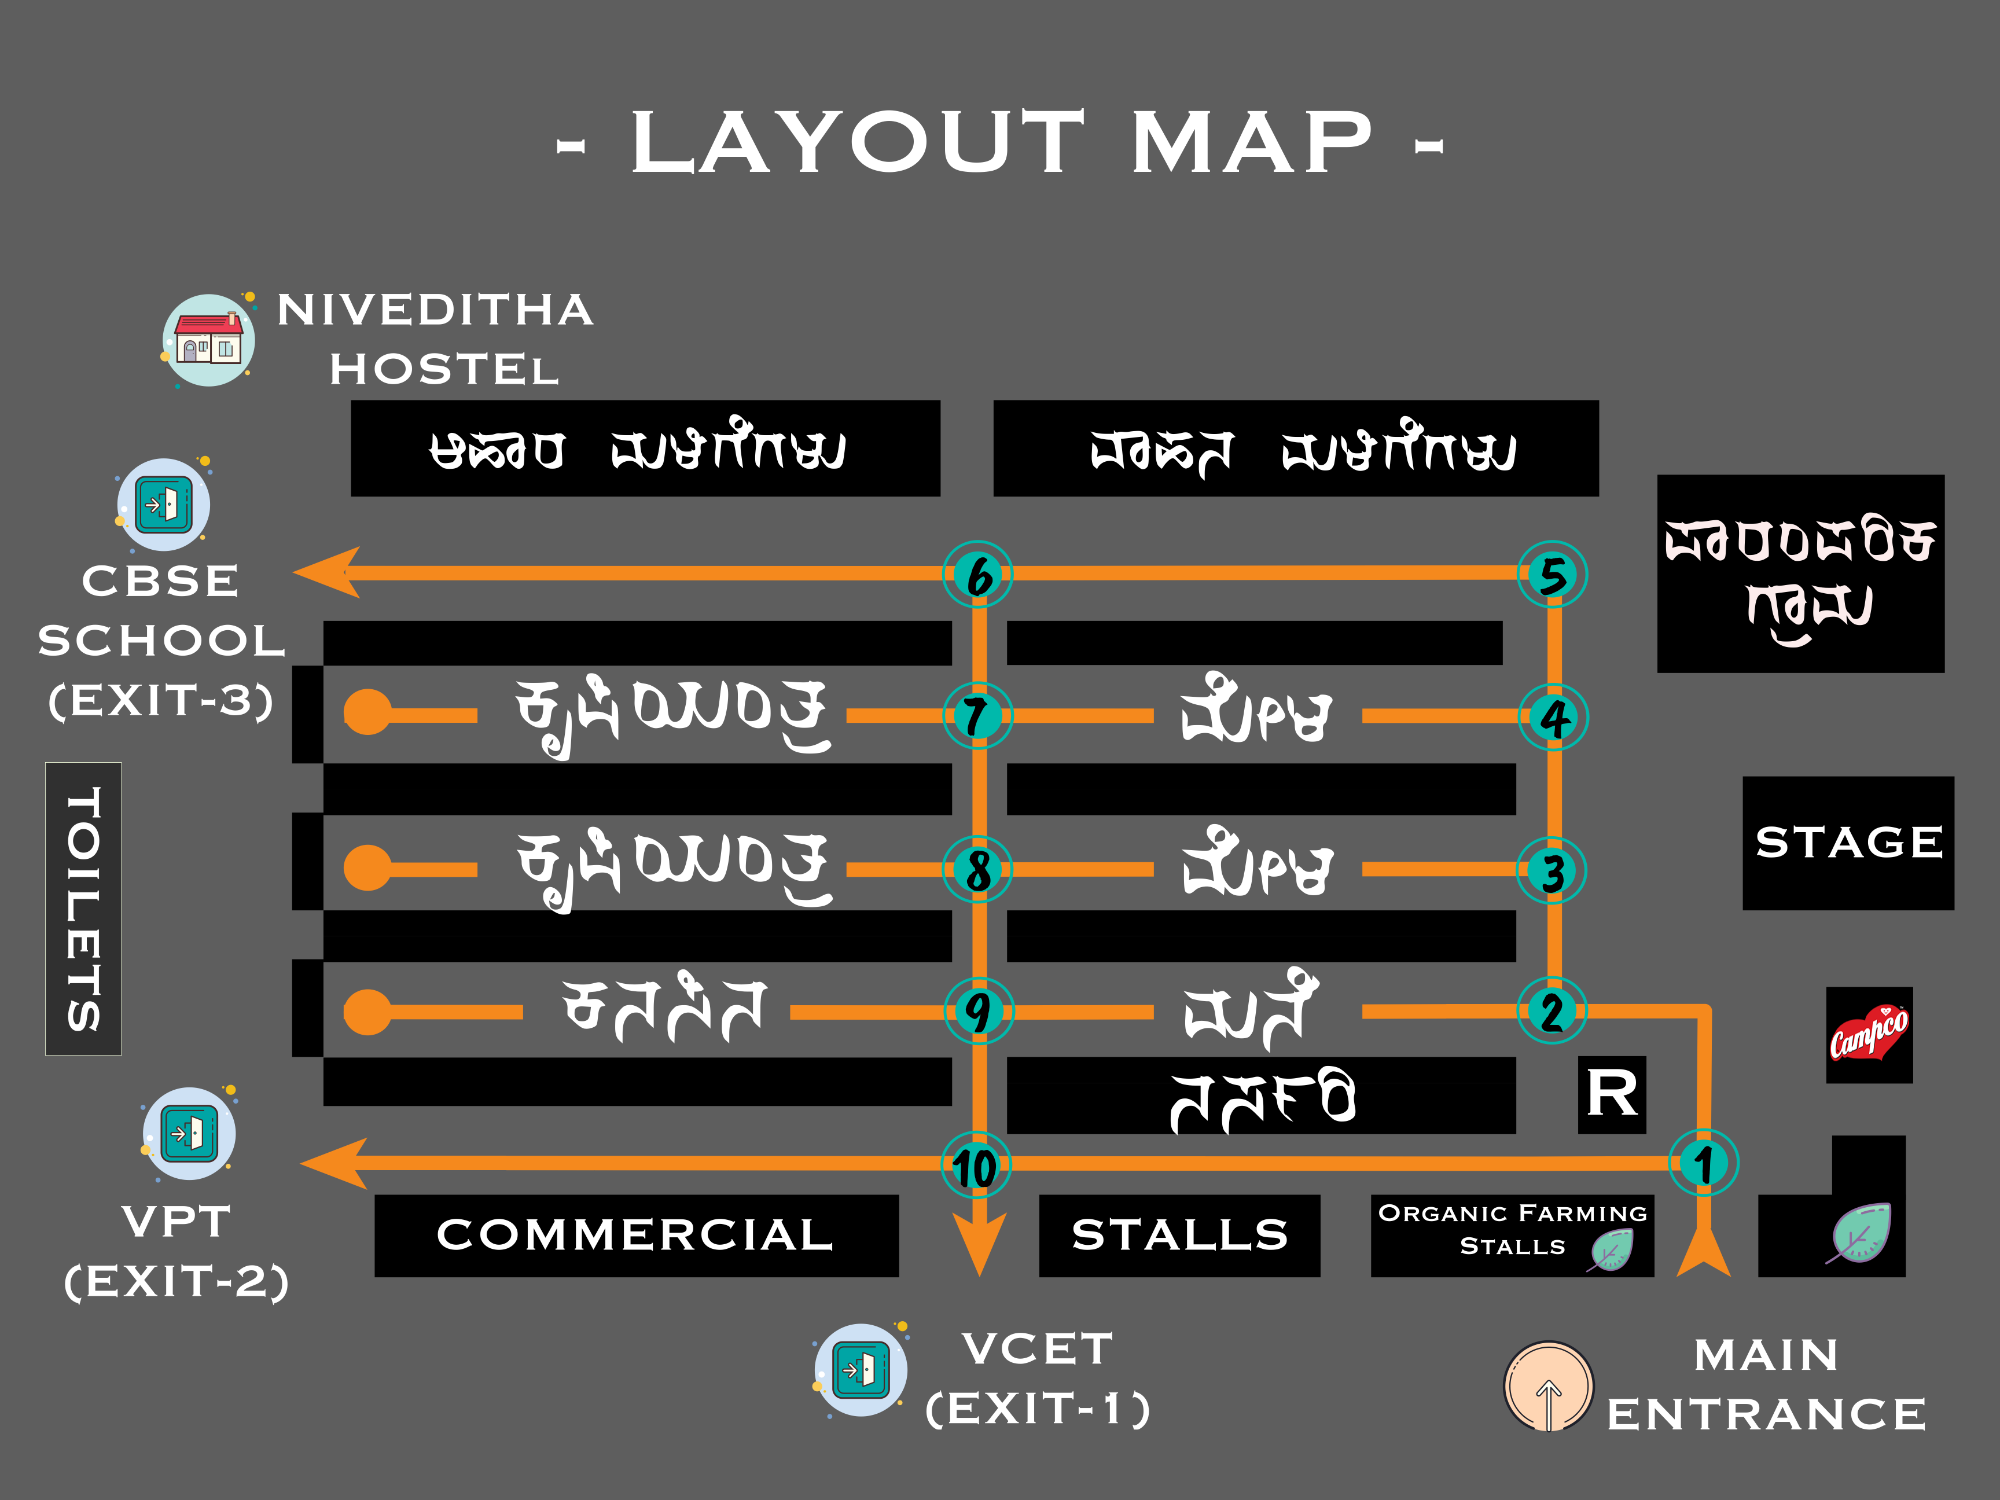 - LAYOUT MAP -
NIVEDITHA
HOSTEL
ಆಹಾರ ಮಳಿಗೆಗಳು
ವಾಹನ ಮಳಿಗೆಗಳು
ಪಾರಂಪರಿಕ
ಗ್ರಾಮ
CBSE
SCHOOL
(EXIT-3)
6
5
ಕೃಷಿಯಂತ್ರ
7
ಮೇಳ
4
TOILETS
STAGE
ಕೃಷಿಯಂತ್ರ
8
ಮೇಳ
3
ಕನಸಿನ
9
ಮನೆ
2
Campco
ನರ್ಸರಿ
R
10
1
VPT
(EXIT-2)
COMMERCIAL
STALLS
ORGANIC FARMING
STALLS
VCET
(EXIT-1)
MAIN
ENTRANCE